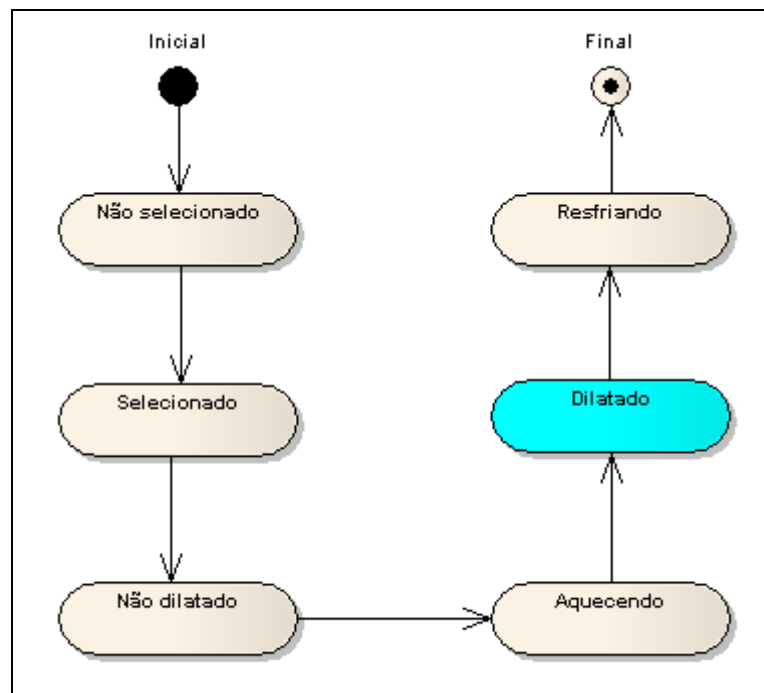 Inicial
Final
Não selecionado
Resfriando
Selecionado
Dilatado
Não dilatado
Aquecendo